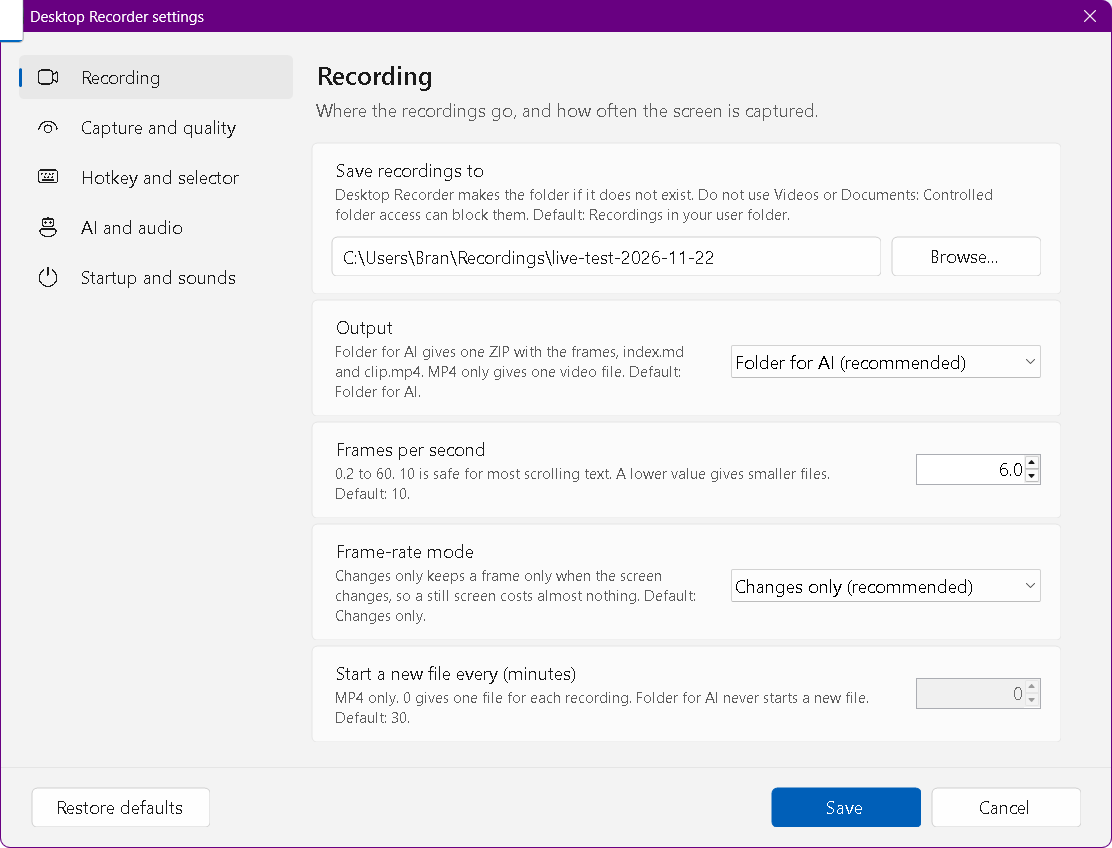 Desktop Recorder settings
Recording
Capture and quality
Hotkey and selector
AI and audio
Startup and sounds
Recording
Where the recordings go, and how often the screen is captured.
Save recordings to
Desktop Recorder makes the folder if it does not exist. Do not use Videos or Documents: Controlled
folder access can block them. Default: Recordings in your user folder.
C:\Users\Bran\Recordings\live-test-2026-11-22
Browse...
Output
Folder for AI gives one ZIP with the frames, index.md
and clip.mp4. MP4 only gives one video file. Default:
Folder for AI.
Folder for AI (recommended)
Frames per second
0.2 to 60. 10 is safe for most scrolling text. A lower value gives smaller files.
Default: 10.
6.0
Frame-rate mode
Changes only keeps a frame only when the screen
changes, so a still screen costs almost nothing. Default:
Changes only.
Changes only (recommended)
Start a new file every (minutes)
MP4 only. 0 gives one file for each recording. Folder for AI never starts a new file.
Default: 30.
0
Restore defaults
Save
Cancel